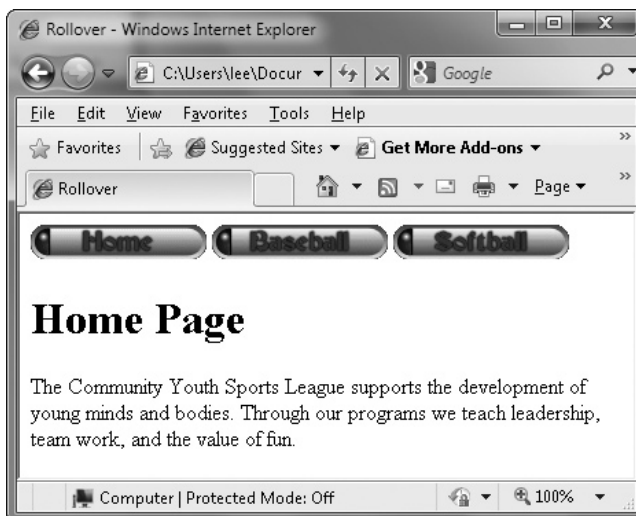 Rollover - Windows Internet Explorer
C:\Users\lee\Docur
Google
File Edit View Favorites Tools Help
Favorites Suggested Sites Get More Add-ons »
Rollover Page »
Home Baseball Softball
Home Page
The Community Youth Sports League supports the development of
young minds and bodies. Through our programs we teach leadership,
team work, and the value of fun.
Computer | Protected Mode: Off 100%